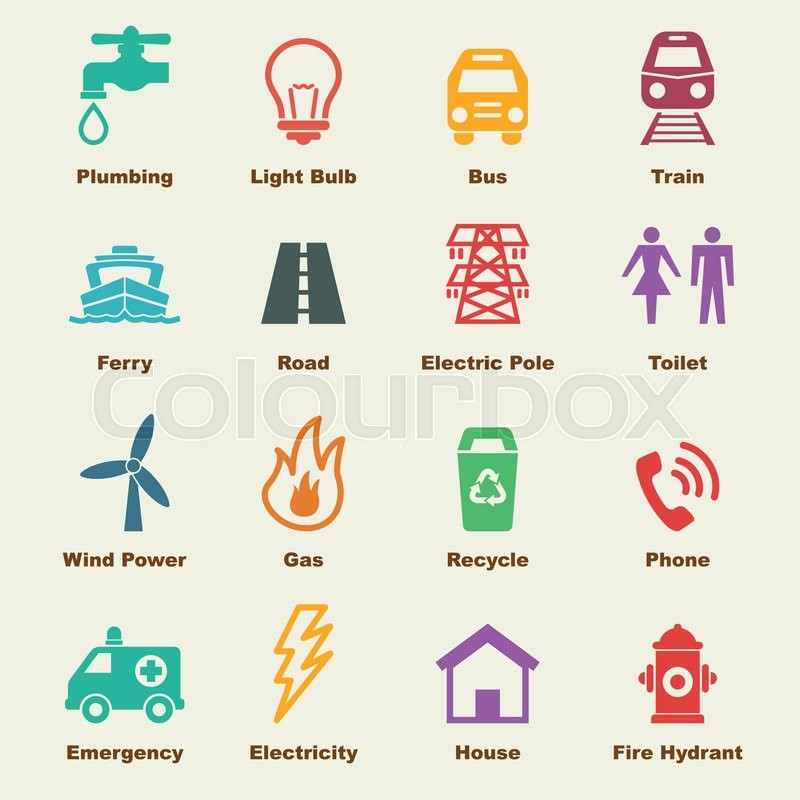 Plumbing
Light Bulb
Bus
Train
Ferry
Road
Electric Pole
Toilet
Colourbox
Wind Power
Gas
Recycle
Phone
Emergency
Electricity
House
Fire Hydrant